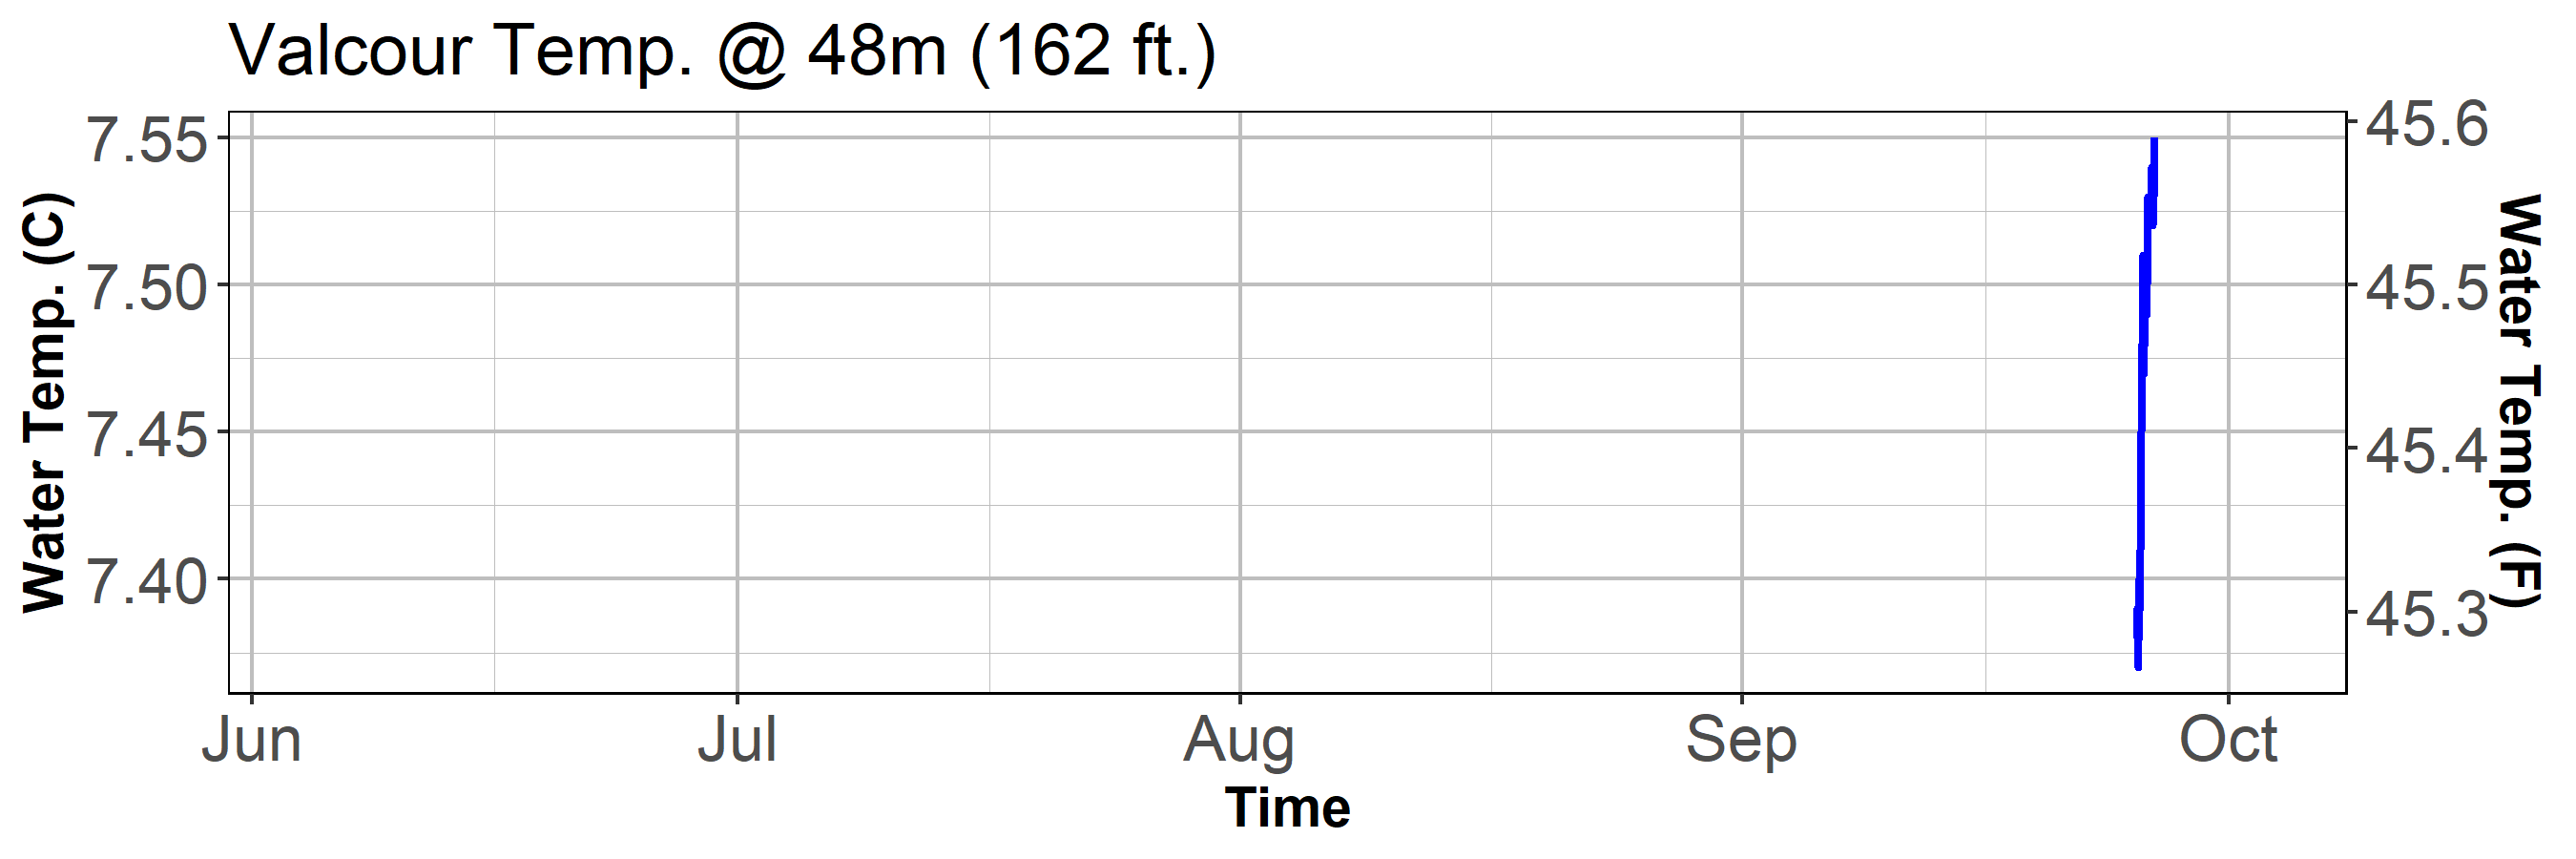 Valcour Temp. @ 48m (162 ft.)
Water Temp. (C)
7.55
7.50
7.45
7.40
45.6
45.5
45.4
45.3
Water Temp. (F)
Jun Jul Aug Sep Oct
Time